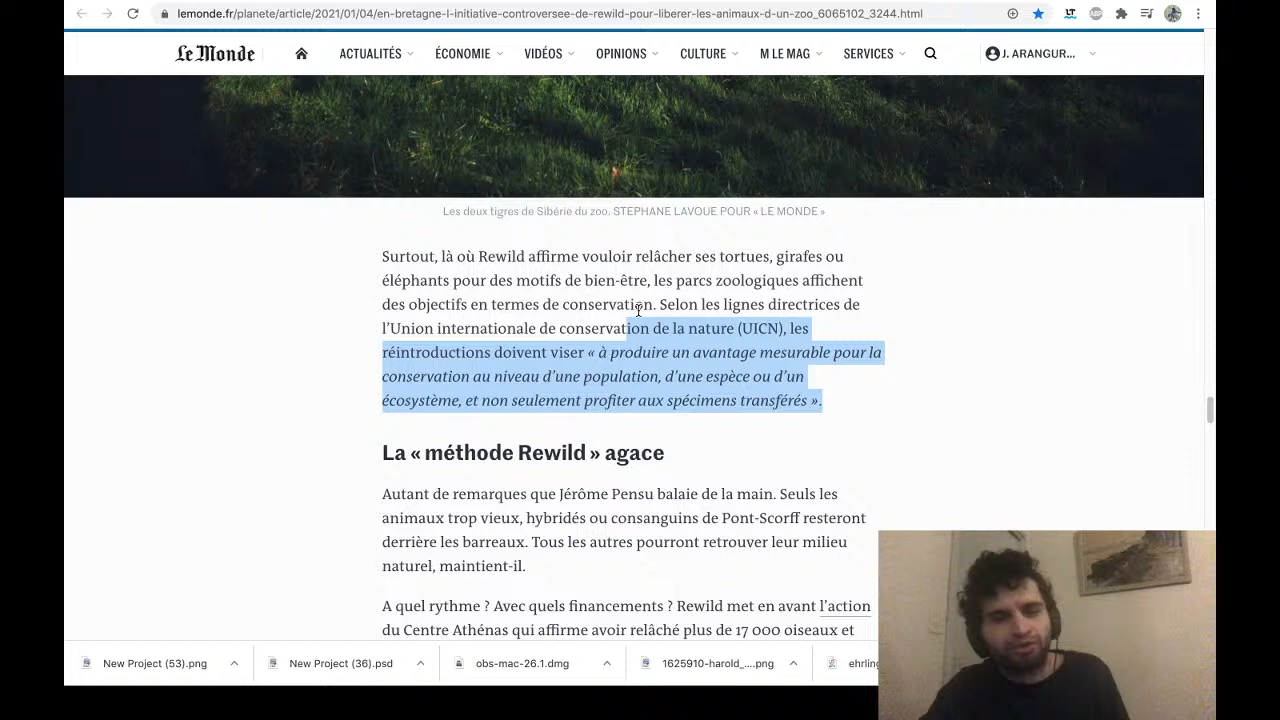 lemonde.fr/planete/article/2021/01/04/en-bretagne-l-initiative-controversee-de-rewild-pour-liberer-les-animaux-d-un-zoo_6065102_3244.html
LT
ABP
Le Monde
ACTUALITÉS
ÉCONOMIE
VIDÉOS
OPINIONS
CULTURE
M LE MAG
SERVICES
J. ARANGUR...
Les deux tigres de Sibérie du zoo. STEPHANE LAVOUE POUR « LE MONDE »
Surtout, là où Rewild affirme vouloir relâcher ses tortues, girafes ou
éléphants pour des motifs de bien-être, les parcs zoologiques affichent
des objectifs en termes de conservation. Selon les lignes directrices de
l’Union internationale de conservation de la nature (UICN), les
réintroductions doivent viser « à produire un avantage mesurable pour la
conservation au niveau d’une population, d’une espèce ou d’un
écosystème, et non seulement profiter aux spécimens transférés ».
La « méthode Rewild » agace
Autant de remarques que Jérôme Pensu balaie de la main. Seuls les
animaux trop vieux, hybridés ou consanguins de Pont-Scorff resteront
derrière les barreaux. Tous les autres pourront retrouver leur milieu
naturel, maintient-il.
A quel rythme ? Avec quels financements ? Rewild met en avant l’action
du Centre Athénas qui affirme avoir relâché plus de 17 000 oiseaux et
New Project (53).png
New Project (36).psd
obs-mac-26.1.dmg
1625910-harold_....png
ehrling